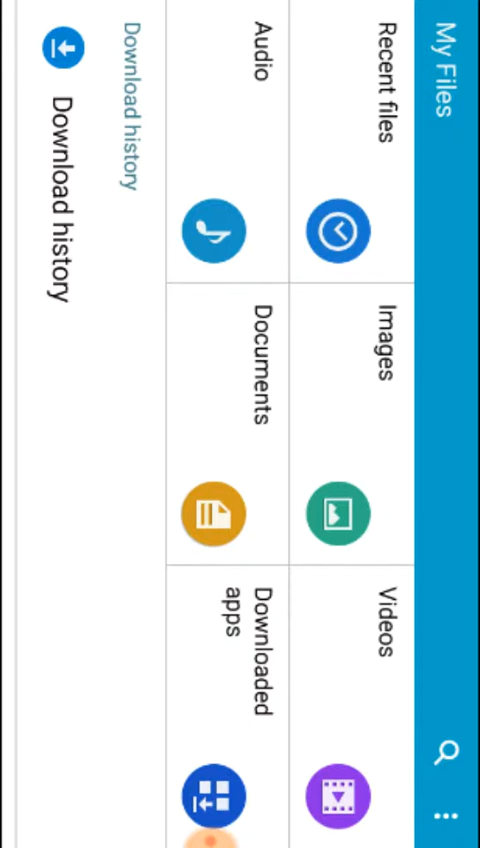 My Files
Recent files
Images
Videos
Audio
Documents
Downloaded
apps
Download history
Download history